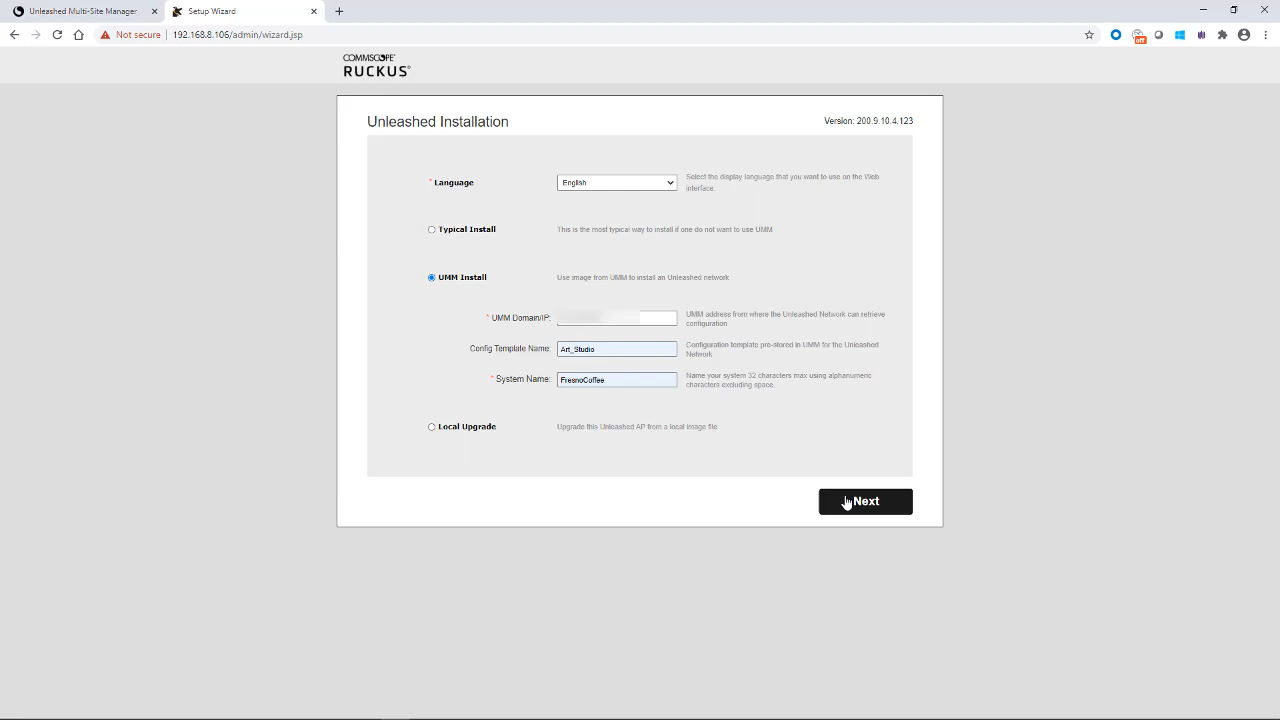 Unleashed Multi-Site Manager
Setup Wizard
Not secure
192.168.8.106/admin/wizard.jsp
OFF
COMMSCOPE
RUCKUS
Unleashed Installation
Version: 200.9.10.4.123
* Language
English
Select the display language that you want to use on the Web
interface.
Typical Install
This is the most typical way to install if one do not want to use UMM
UMM Install
Use image from UMM to install an Unleashed network
* UMM Domain/IP:
UMM address from where the Unleashed Network can retrieve
configuration
Config Template Name:
Art_Studio
Configuration template pre-stored in UMM for the Unleashed
Network
* System Name:
FresnoCoffee
Name your system 32 characters max using alphanumeric
characters excluding space.
Local Upgrade
Upgrade this Unleashed AP from a local image file
Next